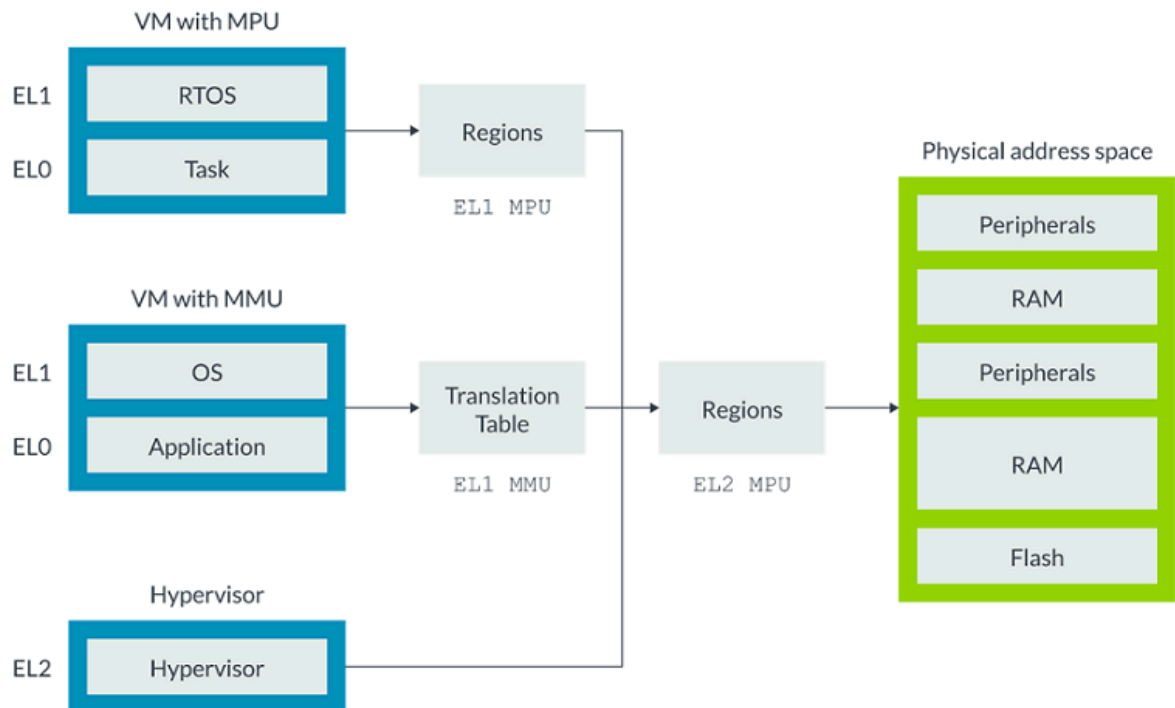 VM with MPU
EL1
RTOS
EL0
Task
Regions
EL1 MPU
VM with MMU
EL1
OS
EL0
Application
Translation
Table
EL1 MMU
Regions
EL2 MPU
Hypervisor
EL2
Hypervisor
Physical address space
Peripherals
RAM
Peripherals
RAM
Flash